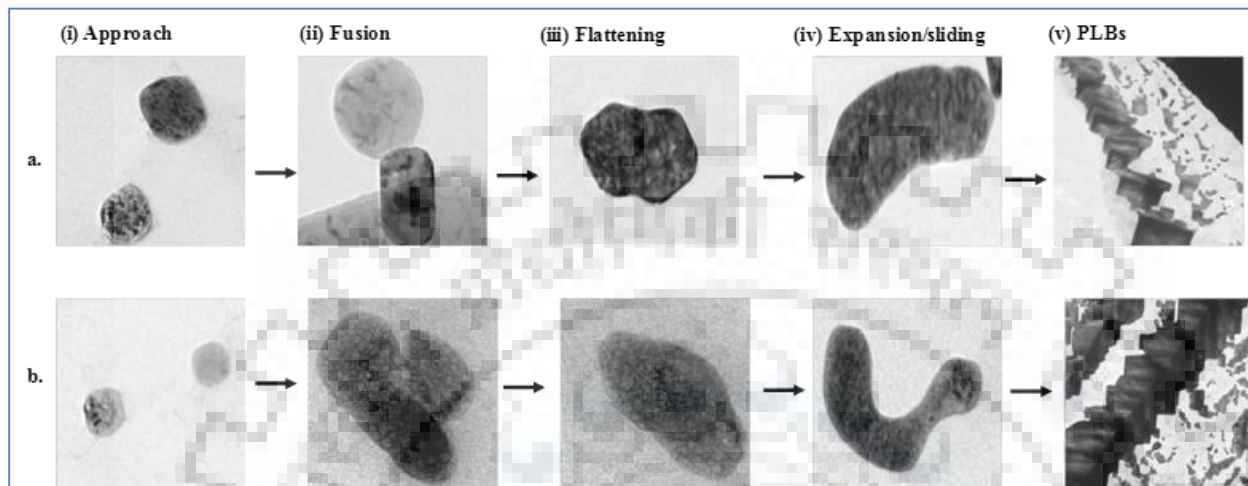 (i) Approach (ii) Fusion (iii) Flattening (iv) Expansion/sliding (v) PLBs
a.
b.